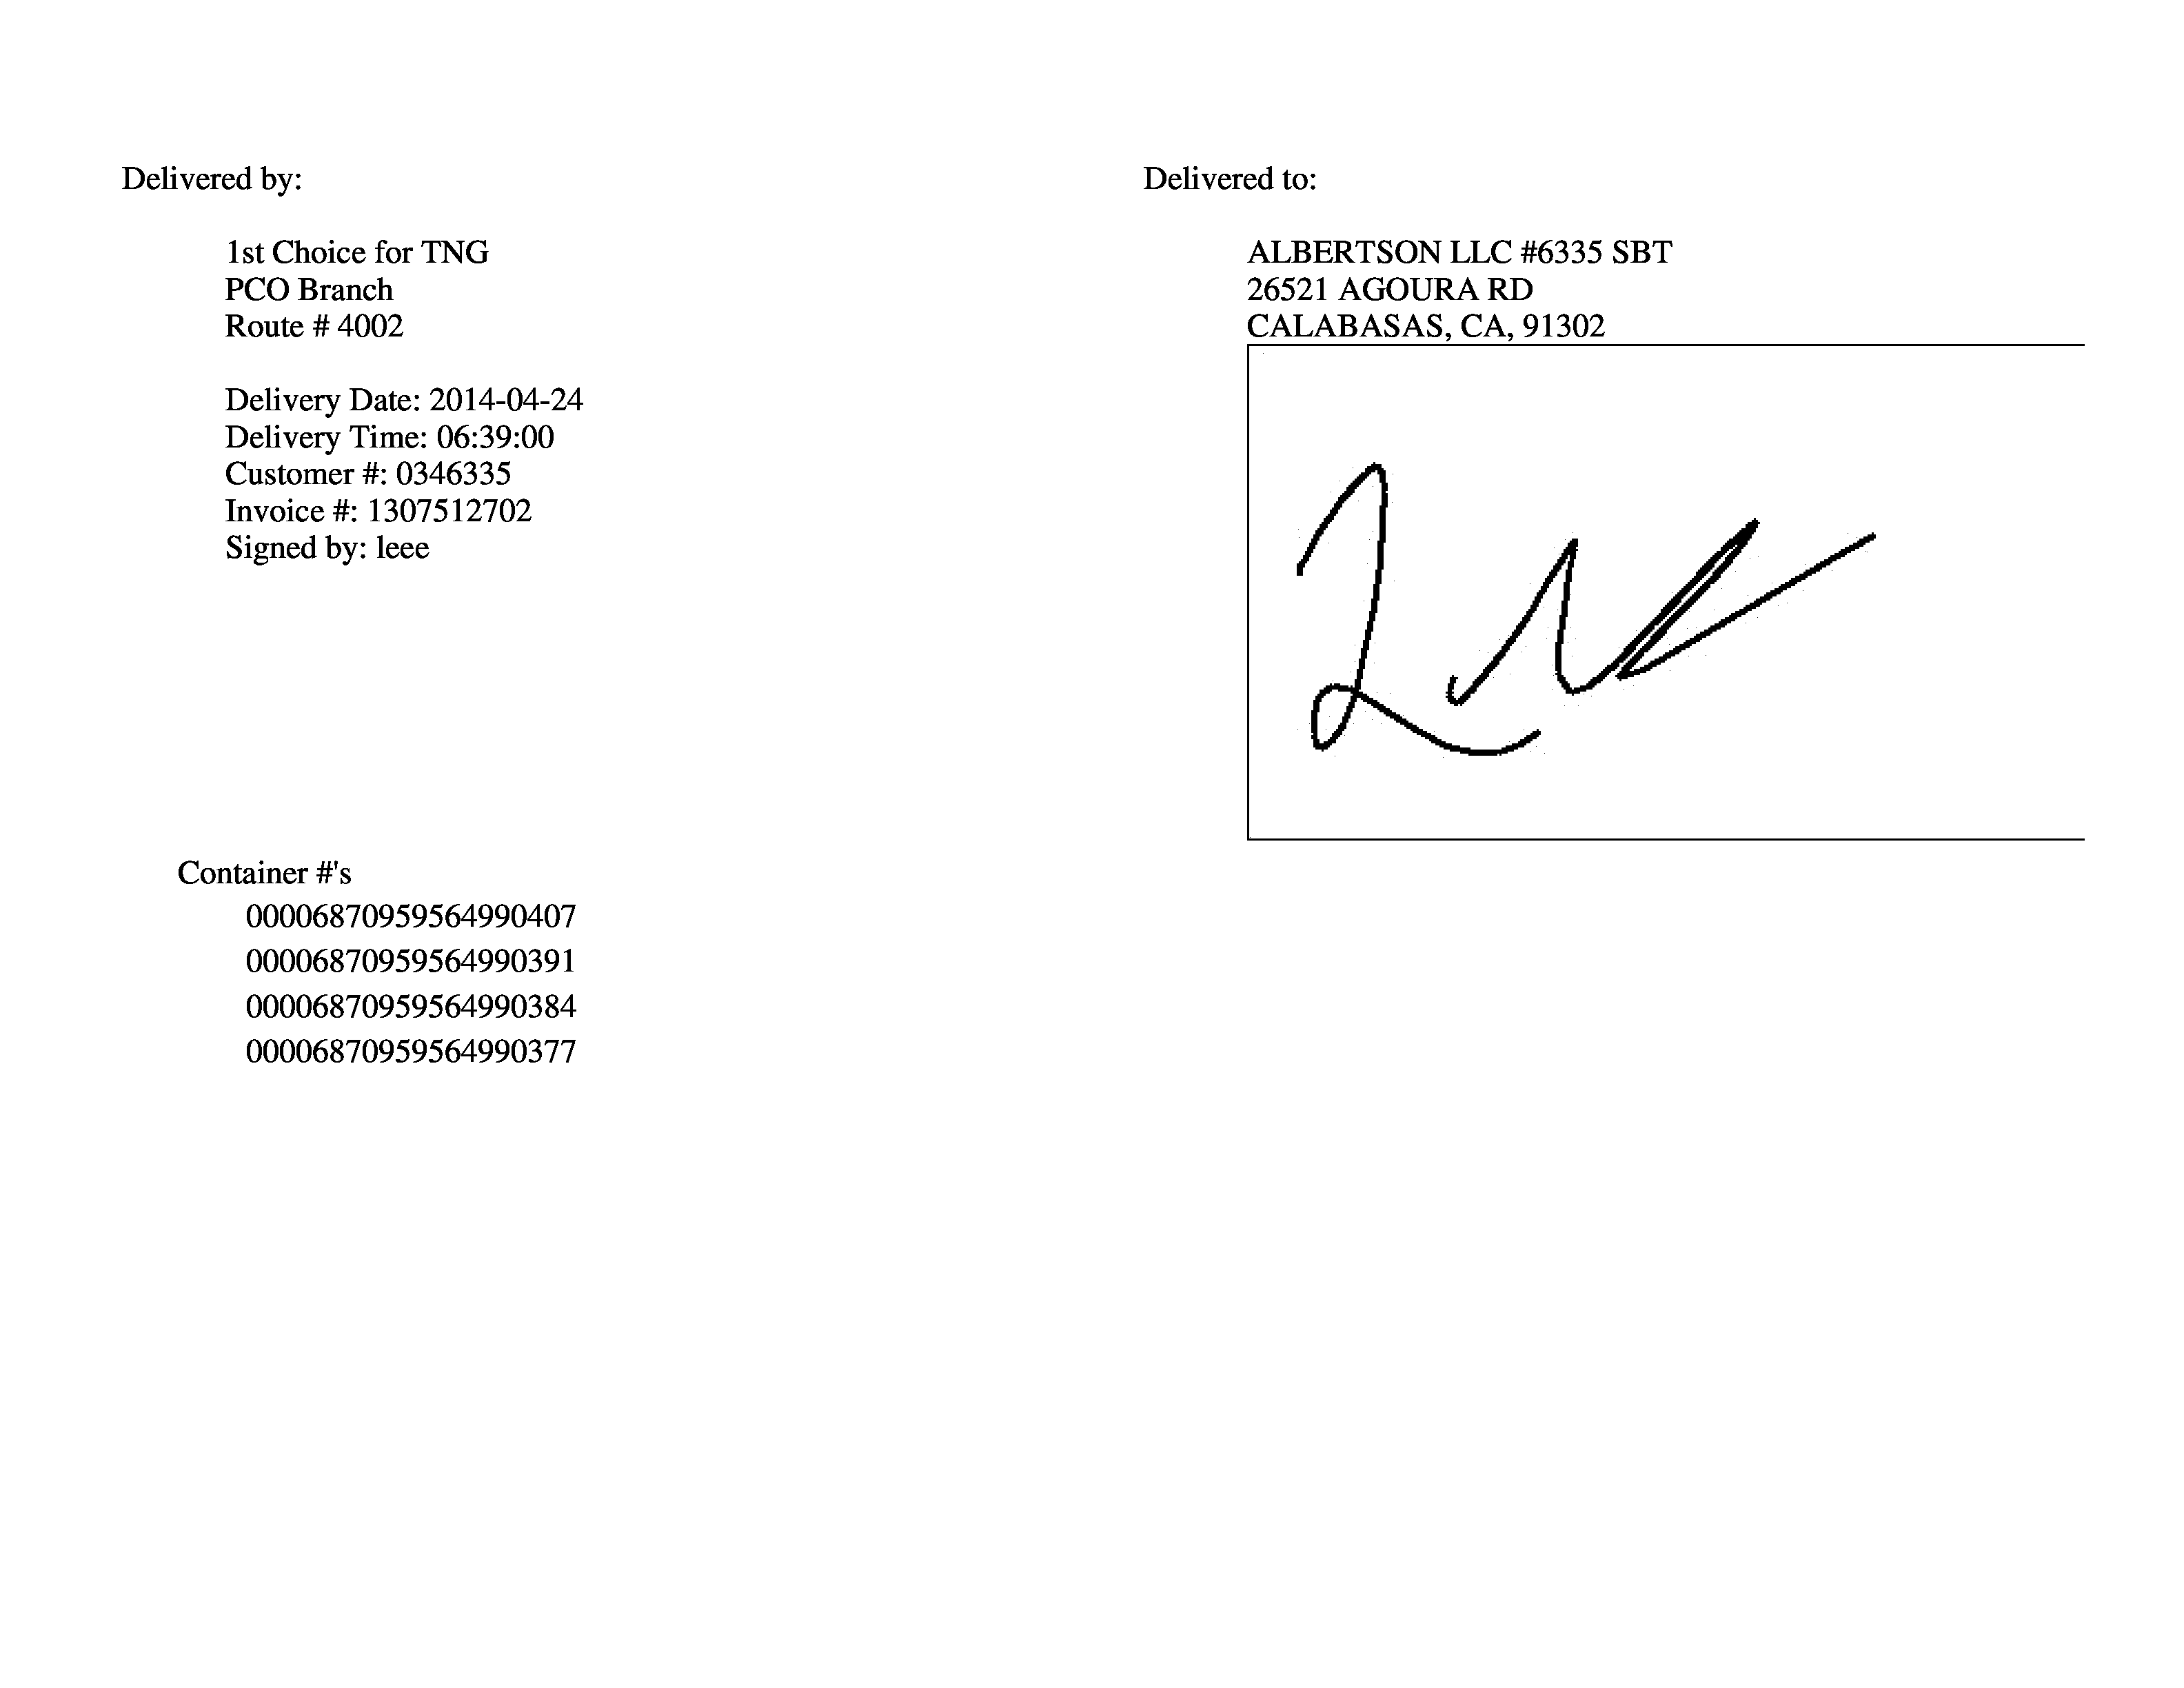 Delivered by:
1st Choice for TNG
PCO Branch
Route # 4002
Delivery Date: 2014-04-24
Delivery Time: 06:39:00
Customer #: 0346335
Invoice #: 1307512702
Signed by: leee
Delivered to:
ALBERTSON LLC #6335 SBT
26521 AGOURA RD
CALABASAS, CA, 91302
Container #'s
00006870959564990407
00006870959564990391
00006870959564990384
00006870959564990377